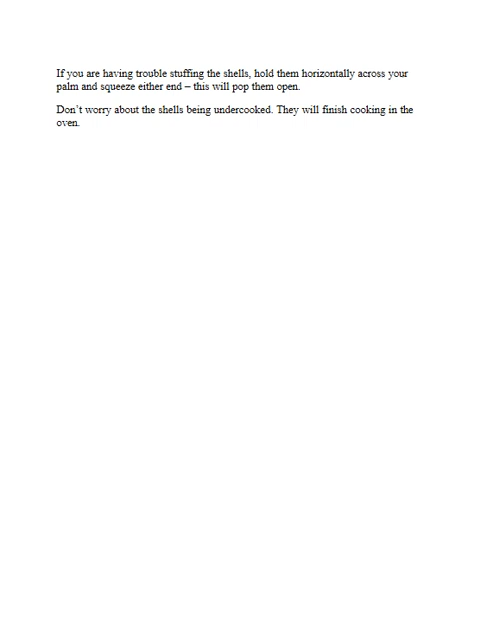 If you are having trouble stuffing the shells, hold them horizontally across your
palm and squeeze either end – this will pop them open.
Don’t worry about the shells being undercooked. They will finish cooking in the
oven.